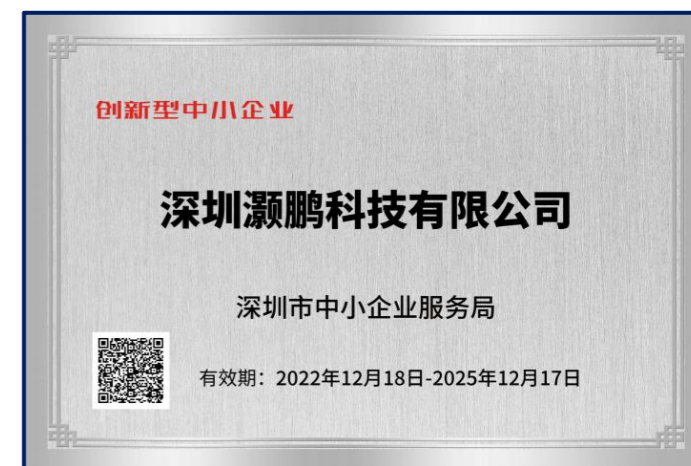 创新型中小企业
深圳灏鹏科技有限公司
深圳市中小企业服务局
有效期：2022年12月18日-2025年12月17日